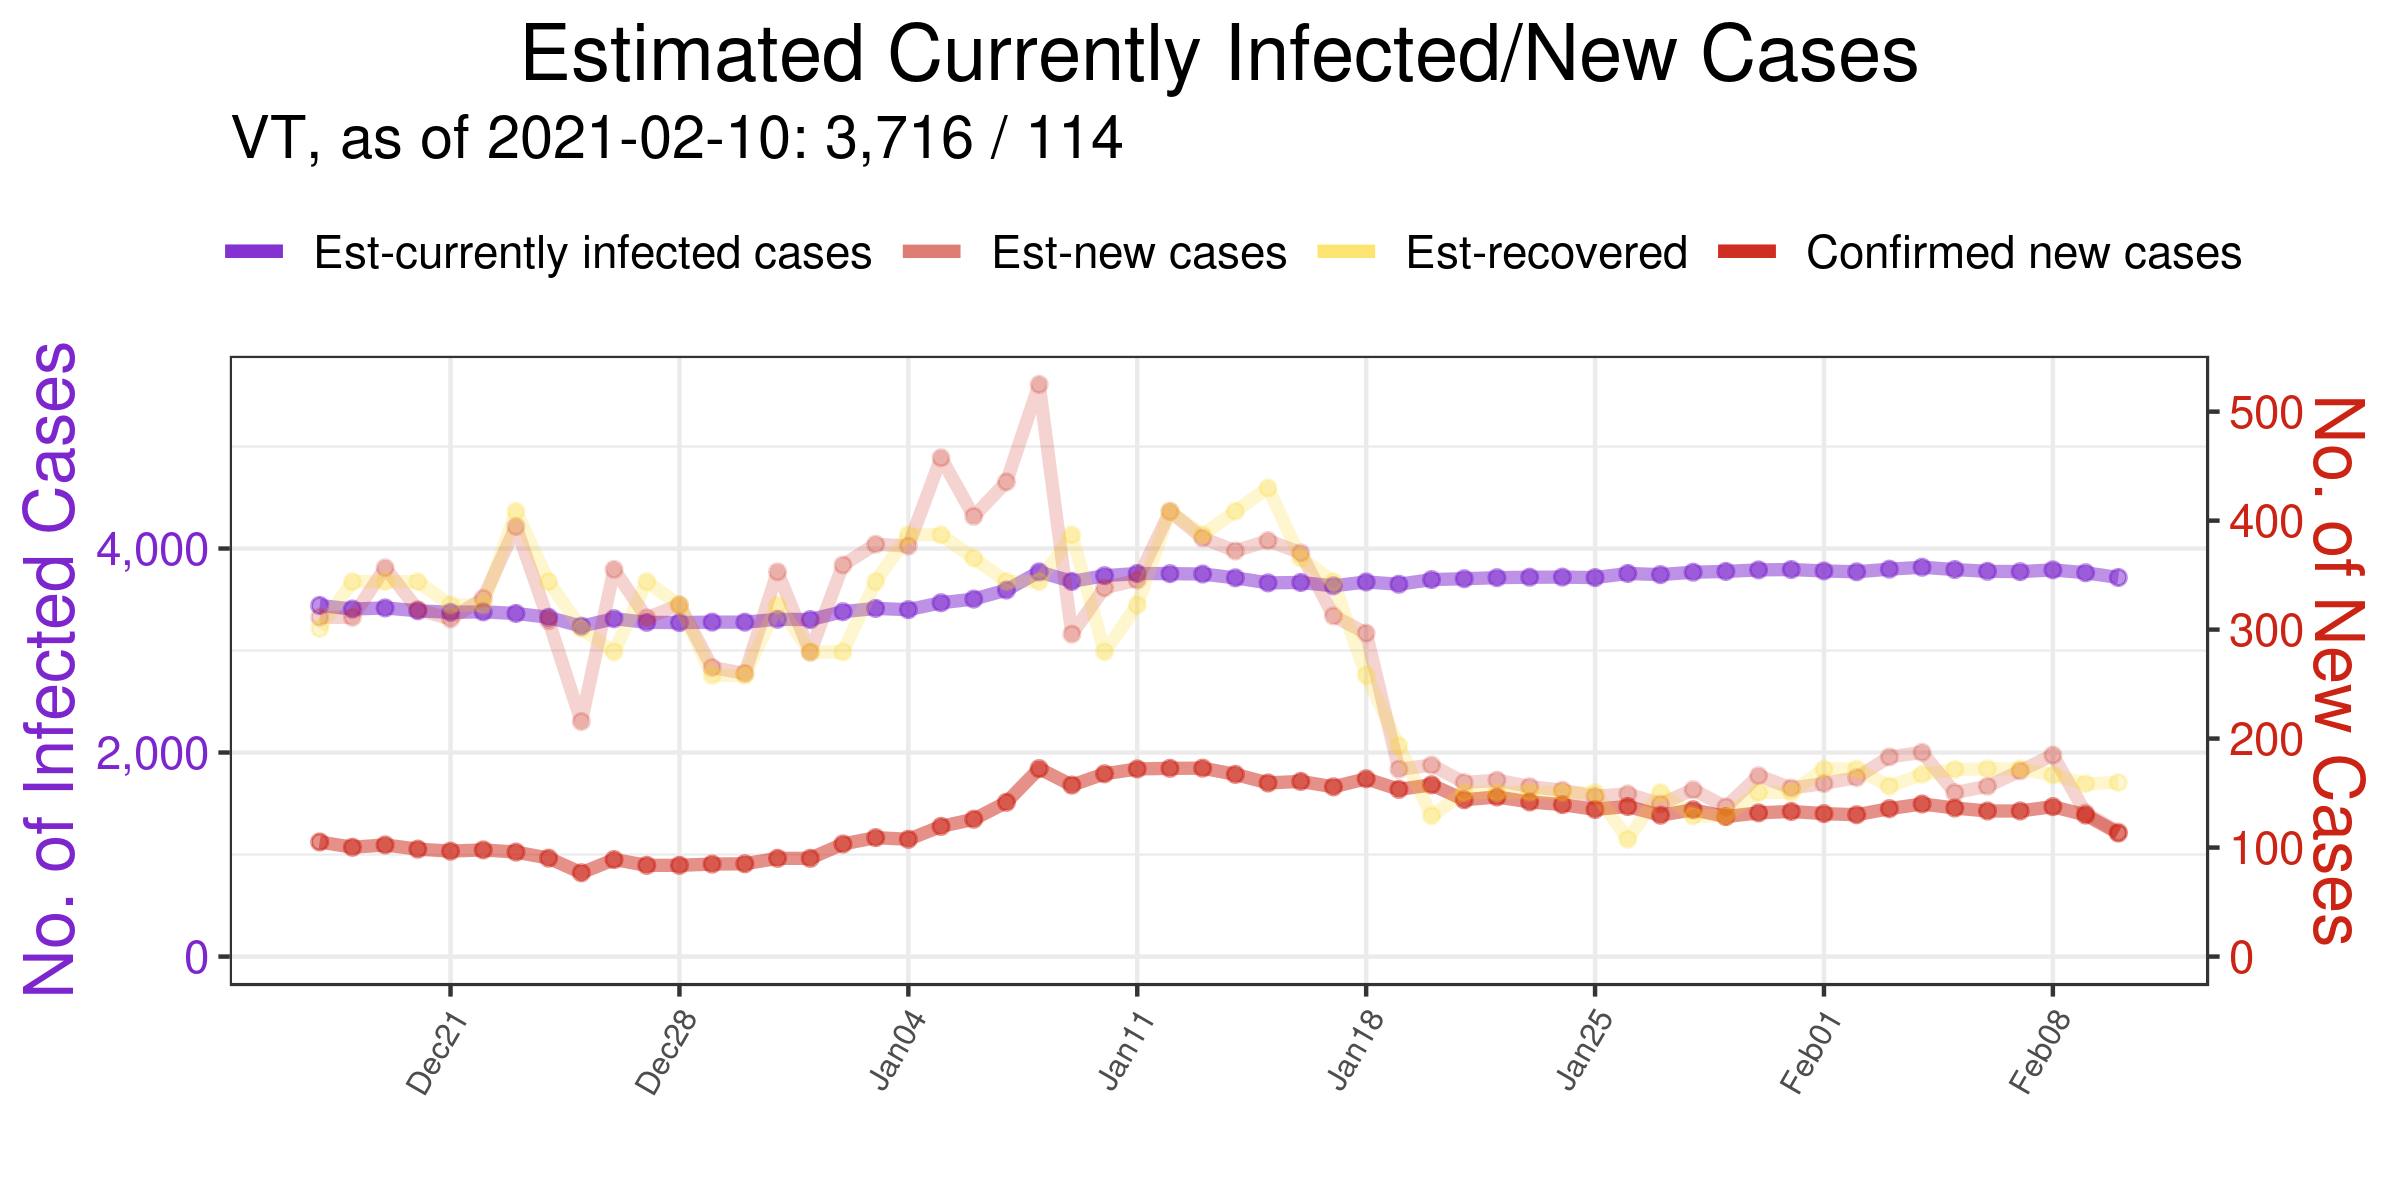 Estimated Currently Infected/New Cases
VT, as of 2021-02-10: 3,716 / 114
Est-currently infected cases
Est-new cases
Est-recovered
Confirmed new cases
No. of Infected Cases
4,000
2,000
0
500
400
300
200
100
0
No. of New Cases
Dec21
Dec28
Jan04
Jan11
Jan18
Jan25
Feb01
Feb08